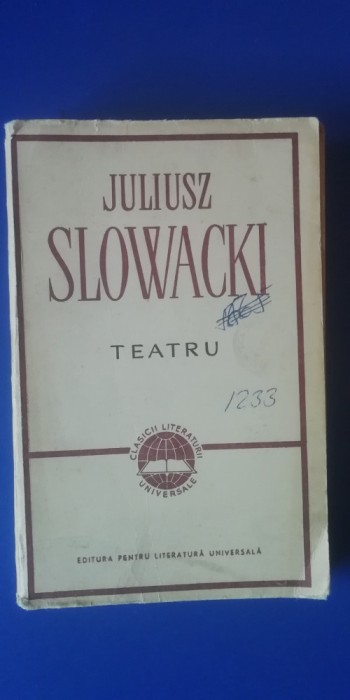 JULIUSZ
SLOWACKI
TEATRU
1233
CLASICII LITERATURII
UNIVERSALE
EDITURA PENTRU LITERATURĂ UNIVERSALĂ